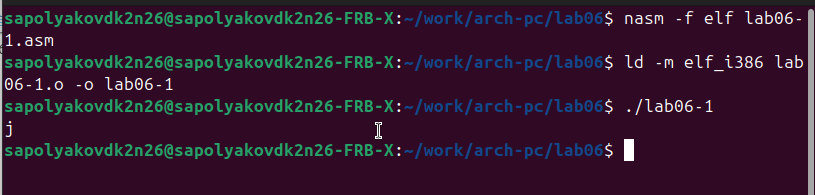 sapolyakovdk2n26@sapolyakovdk2n26-FRB-X:~/work/arch-pc/lab06$ nasm -f elf lab06-
1.asm
sapolyakovdk2n26@sapolyakovdk2n26-FRB-X:~/work/arch-pc/lab06$ ld -m elf_i386 lab
06-1.o -o lab06-1
sapolyakovdk2n26@sapolyakovdk2n26-FRB-X:~/work/arch-pc/lab06$ ./lab06-1
j
sapolyakovdk2n26@sapolyakovdk2n26-FRB-X:~/work/arch-pc/lab06$